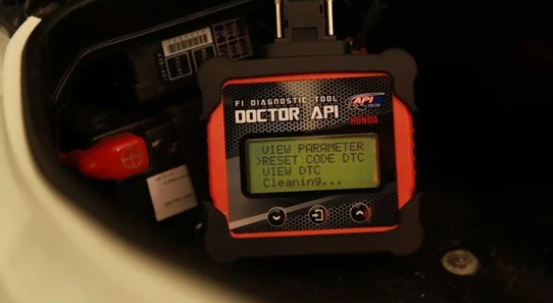 FI DIAGNOSTIC TOOL
DOCTOR API
API
HONDA
VIEW PARAMETER
>RESET CODE DTC
VIEW DTC
Cleaning...